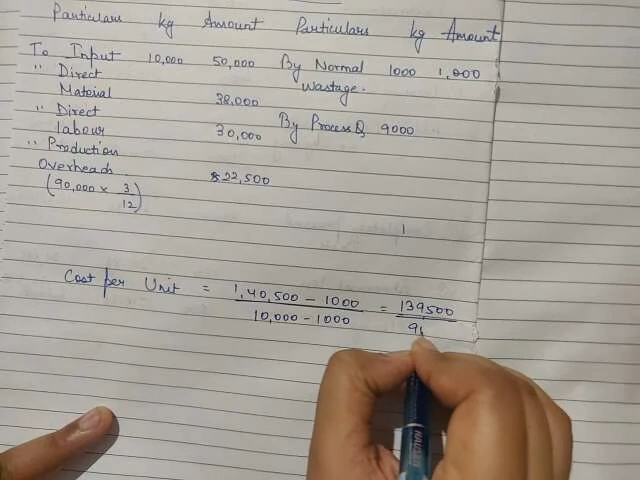 Particulars kg Amount Particulars kg Amount
To Input 10,000 50,000 By Normal 1000 1,000
" Direct wastage.
Material 38,000
" Direct By Process Q 9000
labour 30,000
" Production
Overheads 22,500
(90,000 × 3/12)
1
Cost per Unit = 1,40,500 - 1000 = 139500
10,000 - 1000 9